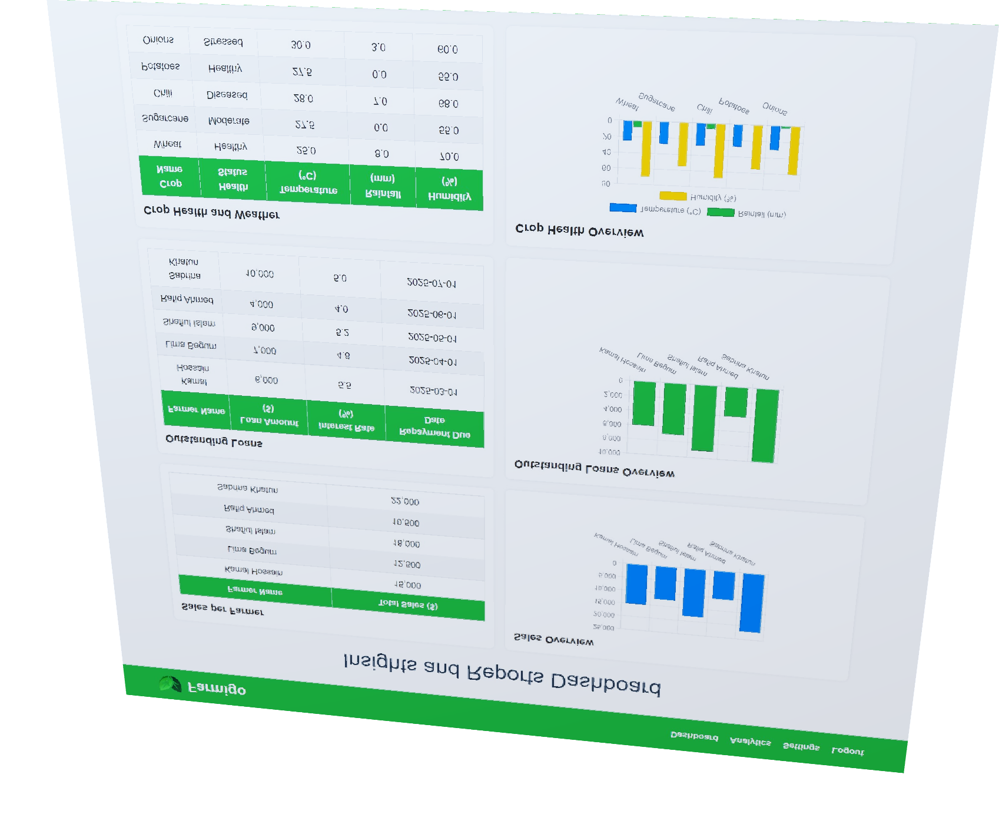 Farmigo
Dashboard Analytics Settings Logout
Insights and Reports Dashboard
Sales per Farmer
Farmer Name Total Sales ($)
Kamal Hossain 15,000
Lima Begum 12,500
Shafiul Islam 18,000
Rafiq Ahmed 10,500
Sabrina Khatun 22,000
Sales Overview
25,000
20,000
15,000
10,000
5,000
0
Kamal Hossain
Lima Begum
Shafiul Islam
Rafiq Ahmed
Sabrina Khatun
Outstanding Loans
Farmer Name Loan Amount ($) Interest Rate (%) Repayment Due Date
Kamal Hossain 6,000 5.5 2025-03-01
Lima Begum 7,000 4.8 2025-04-01
Shafiul Islam 9,000 5.2 2025-05-01
Rafiq Ahmed 4,000 4.0 2025-06-01
Sabrina Khatun 10,000 5.0 2025-07-01
Outstanding Loans Overview
10,000
8,000
6,000
4,000
2,000
0
Kamal Hossain
Lima Begum
Shafiul Islam
Rafiq Ahmed
Sabrina Khatun
Crop Health and Weather
Crop Name Health Status Temperature (°C) Rainfall (mm) Humidity (%)
Wheat Healthy 25.0 8.0 70.0
Sugarcane Moderate 27.5 0.0 55.0
Chili Diseased 28.0 7.0 68.0
Potatoes Healthy 27.5 0.0 55.0
Onions Stressed 30.0 3.0 60.0
Crop Health Overview
Temperature (°C) Rainfall (mm)
Humidity (%)
80
60
40
20
0
Wheat
Sugarcane
Chili
Potatoes
Onions